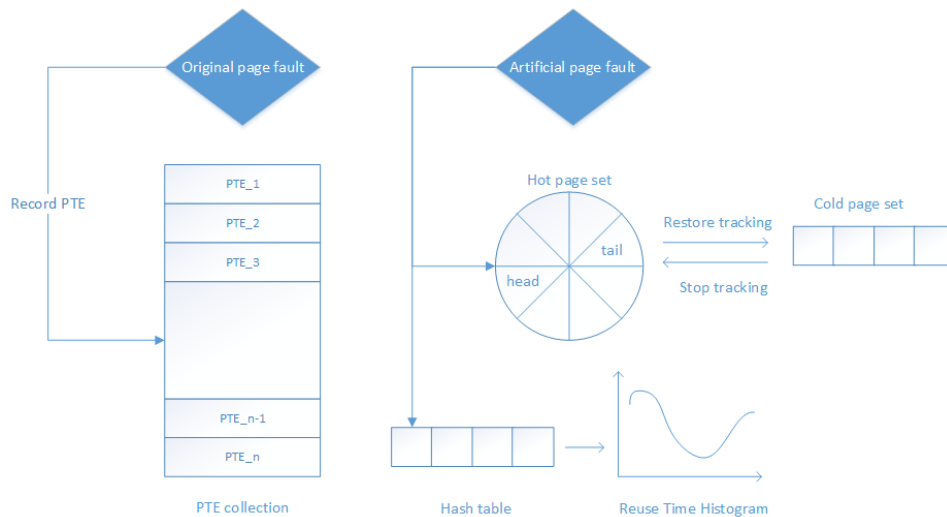 Original page fault
Artificial page fault
Record PTE
PTE_1
PTE_2
PTE_3
PTE_n-1
PTE_n
PTE collection
Hot page set
tail
head
Restore tracking
Stop tracking
Cold page set
Hash table
Reuse Time Histogram